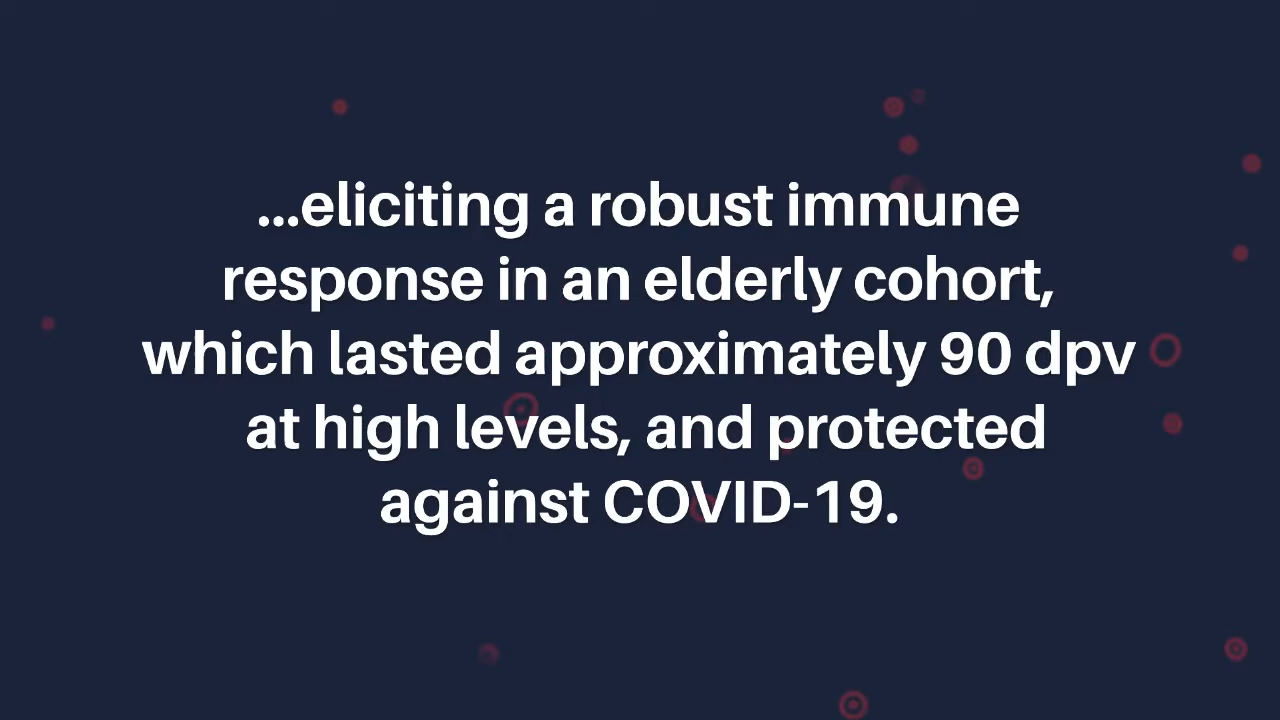 ...eliciting a robust immune
response in an elderly cohort,
which lasted approximately 90 dpv
at high levels, and protected
against COVID-19.